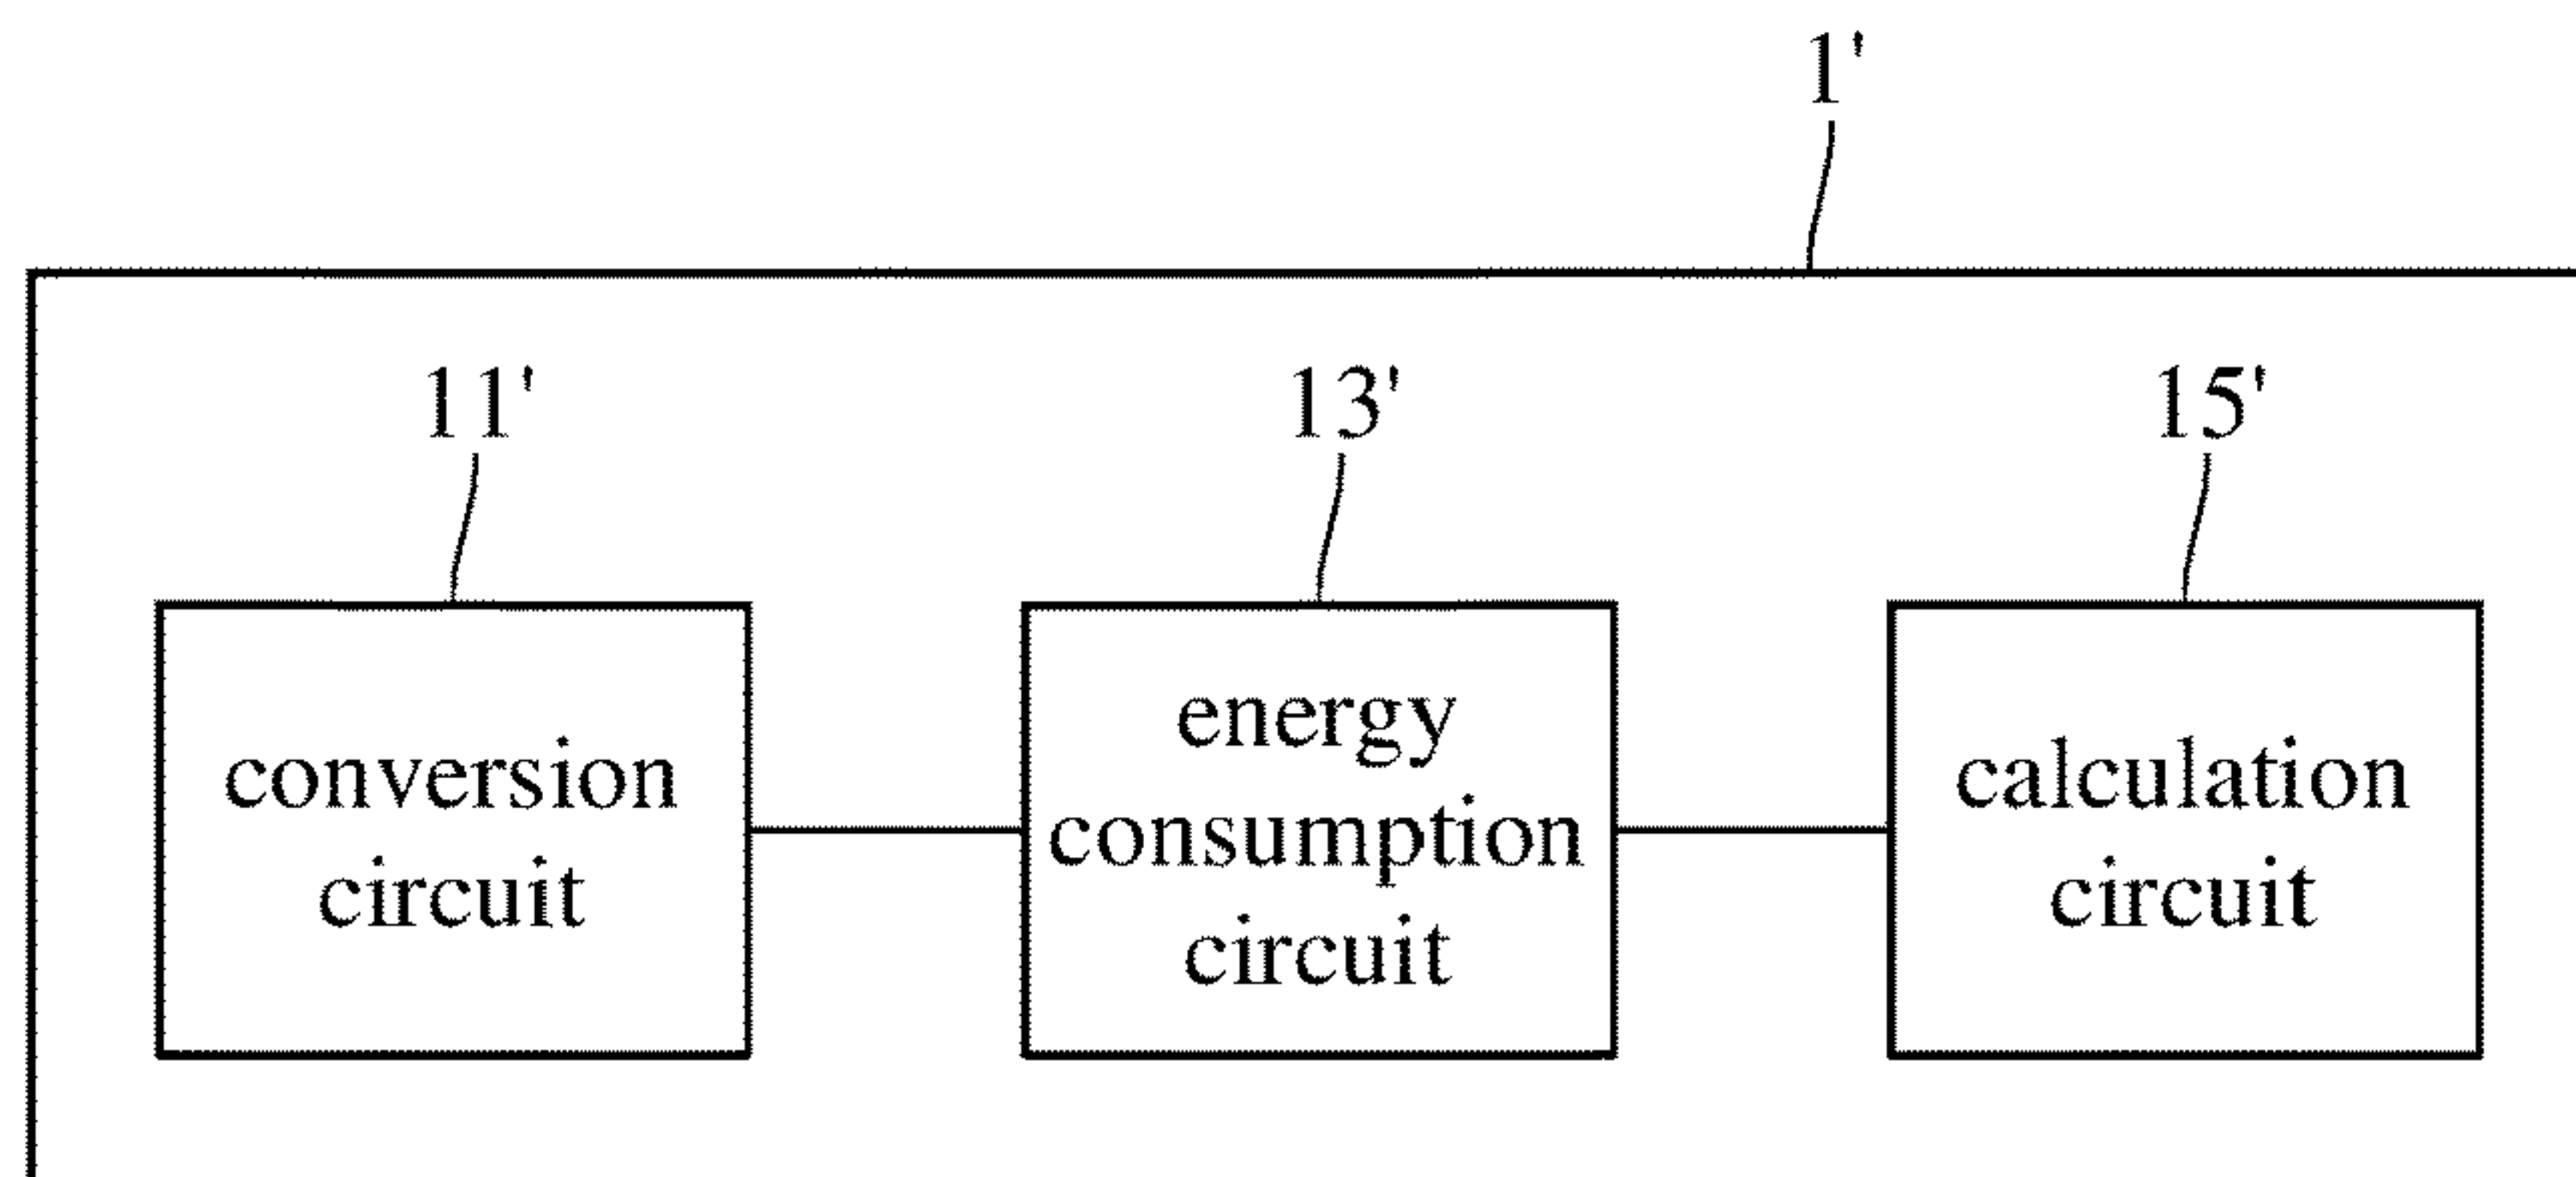 1'
11'
13'
15'
conversion
circuit
energy
consumption
circuit
calculation
circuit